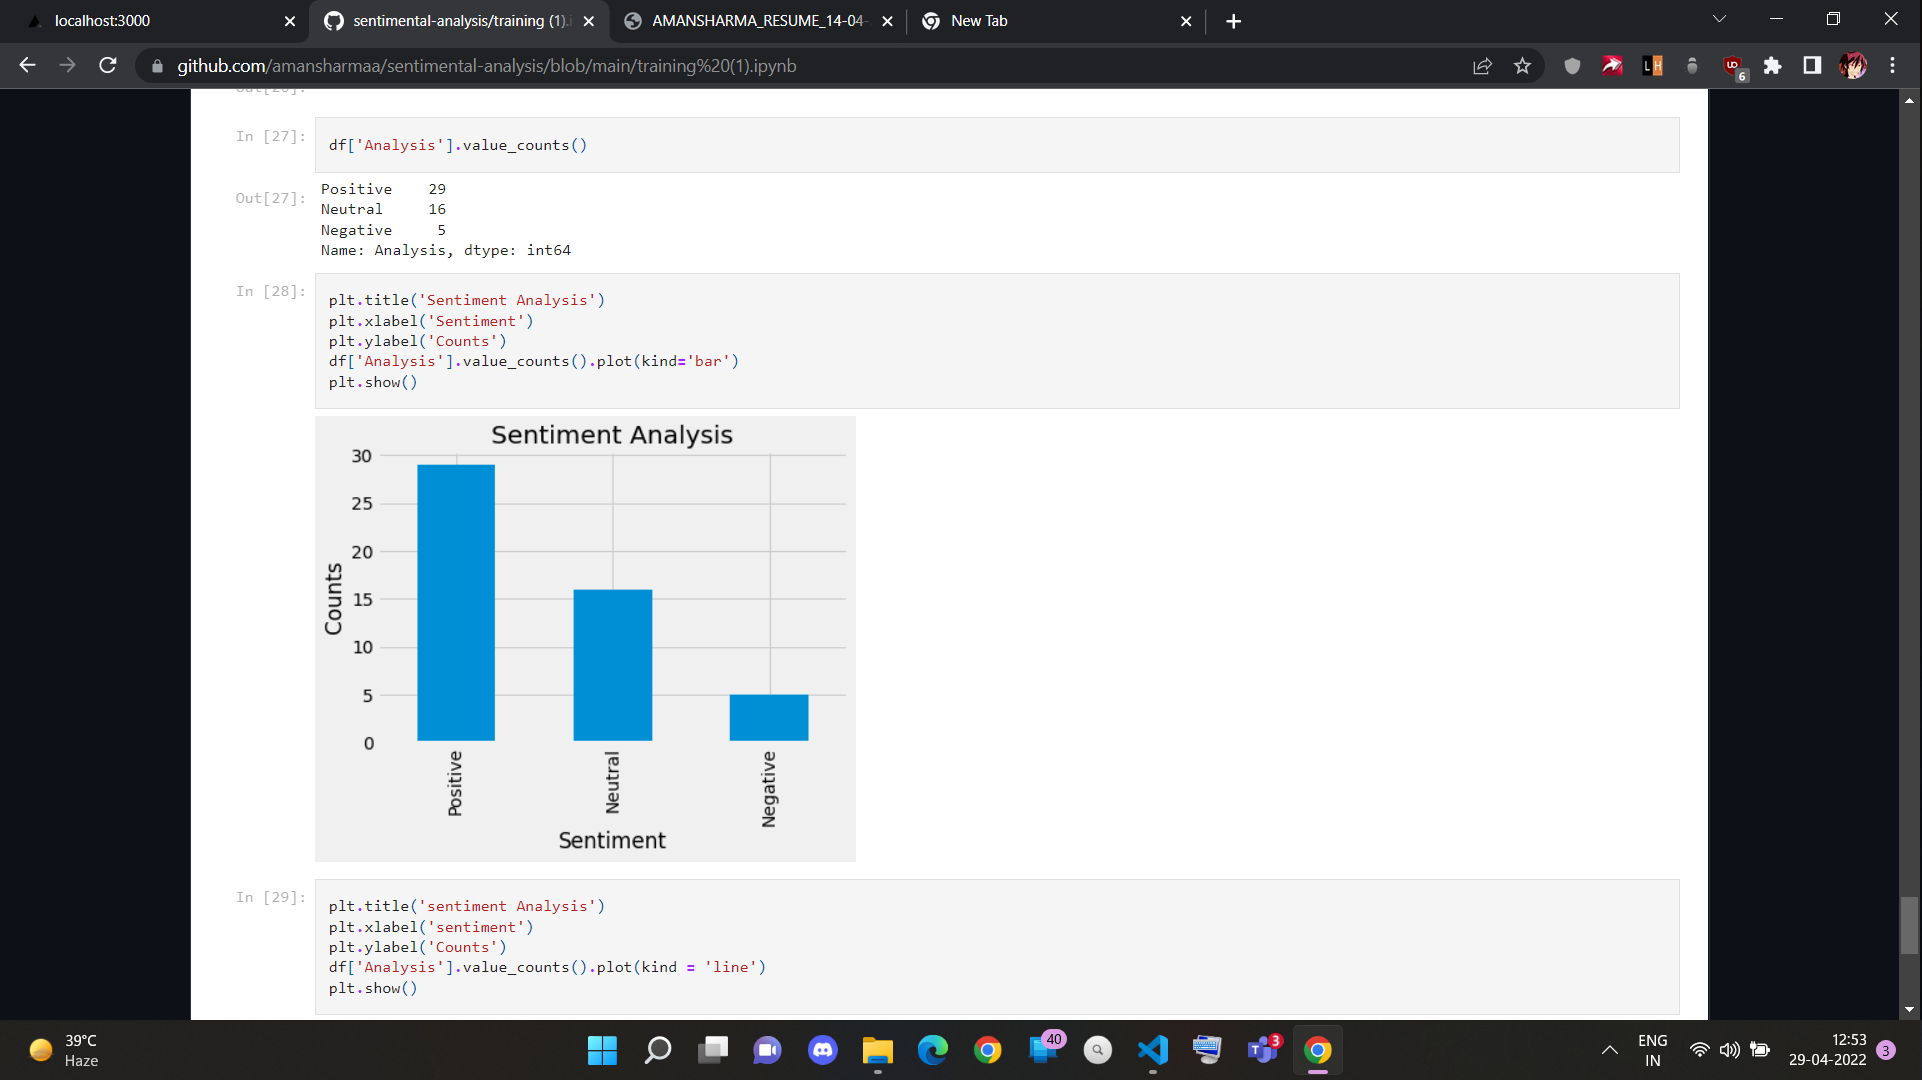 localhost:3000
sentimental-analysis/training (1).i
AMANSHARMA_RESUME_14-04-
New Tab
github.com/amansharmaa/sentimental-analysis/blob/main/training%20(1).ipynb
LH
6
In [27]:
df['Analysis'].value_counts()
Out[27]:
Positive 29
Neutral 16
Negative 5
Name: Analysis, dtype: int64
In [28]:
plt.title('Sentiment Analysis')
plt.xlabel('Sentiment')
plt.ylabel('Counts')
df['Analysis'].value_counts().plot(kind='bar')
plt.show()
Sentiment Analysis
30
25
20
15
10
5
0
Counts
Positive
Neutral
Negative
Sentiment
In [29]:
plt.title('sentiment Analysis')
plt.xlabel('sentiment')
plt.ylabel('Counts')
df['Analysis'].value_counts().plot(kind = 'line')
plt.show()
39°C
Haze
40
3
ENG
IN
12:53
29-04-2022
3